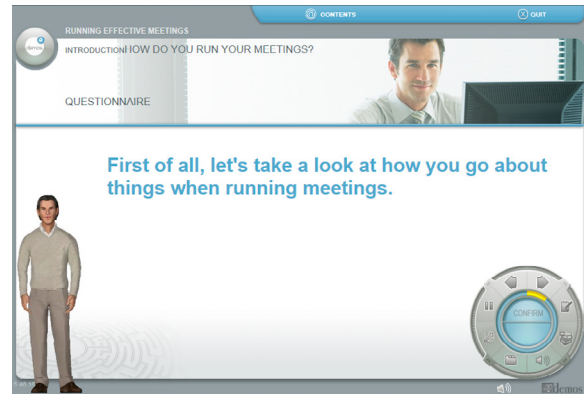 CONTENTS
QUIT
RUNNING EFFECTIVE MEETINGS
demos
INTRODUCTION/ HOW DO YOU RUN YOUR MEETINGS?
QUESTIONNAIRE
First of all, let's take a look at how you go about
things when running meetings.
CONFIRM
demos